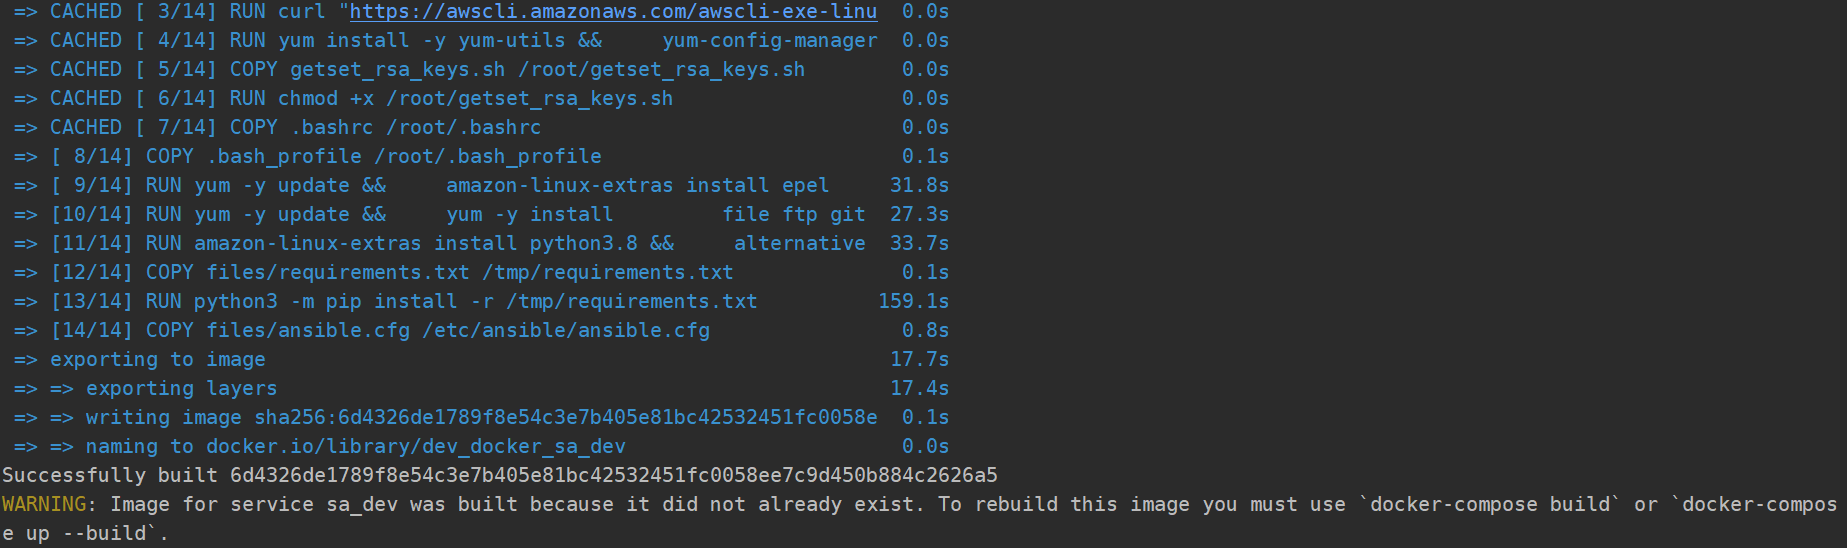 => CACHED [ 3/14] RUN curl "https://awscli.amazonaws.com/awscli-exe-linu  0.0s
=> CACHED [ 4/14] RUN yum install -y yum-utils &&     yum-config-manager  0.0s
=> CACHED [ 5/14] COPY getset_rsa_keys.sh /root/getset_rsa_keys.sh        0.0s
=> CACHED [ 6/14] RUN chmod +x /root/getset_rsa_keys.sh                   0.0s
=> CACHED [ 7/14] COPY .bashrc /root/.bashrc                              0.0s
=> [ 8/14] COPY .bash_profile /root/.bash_profile                         0.1s
=> [ 9/14] RUN yum -y update &&     amazon-linux-extras install epel     31.8s
=> [10/14] RUN yum -y update &&     yum -y install         file ftp git  27.3s
=> [11/14] RUN amazon-linux-extras install python3.8 &&     alternative  33.7s
=> [12/14] COPY files/requirements.txt /tmp/requirements.txt              0.1s
=> [13/14] RUN python3 -m pip install -r /tmp/requirements.txt          159.1s
=> [14/14] COPY files/ansible.cfg /etc/ansible/ansible.cfg                0.8s
=> exporting to image                                                    17.7s
=> => exporting layers                                                   17.4s
=> => writing image sha256:6d4326de1789f8e54c3e7b405e81bc42532451fc0058e  0.1s
=> => naming to docker.io/library/dev_docker_sa_dev                       0.0s
Successfully built 6d4326de1789f8e54c3e7b405e81bc42532451fc0058ee7c9d450b884c2626a5
WARNING: Image for service sa_dev was built because it did not already exist. To rebuild this image you must use `docker-compose build` or `docker-compos
e up --build`.